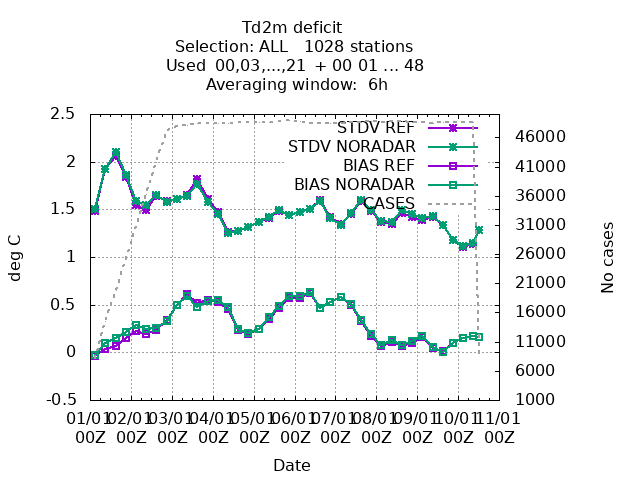 Td2m deficit
Selection: ALL   1028 stations
Used  00,03,...,21  + 00 01 ... 48
Averaging window:  6h
2.5
2
1.5
1
0.5
0
-0.5
deg C
STDV REF
STDV NORADAR
BIAS REF
BIAS NORADAR
CASES
46000
41000
36000
31000
26000
21000
16000
11000
6000
1000
No cases
01/01 02/01 03/01 04/01 05/01 06/01 07/01 08/01 09/01 10/01 11/01
00Z 00Z 00Z 00Z 00Z 00Z 00Z 00Z 00Z 00Z 00Z
Date